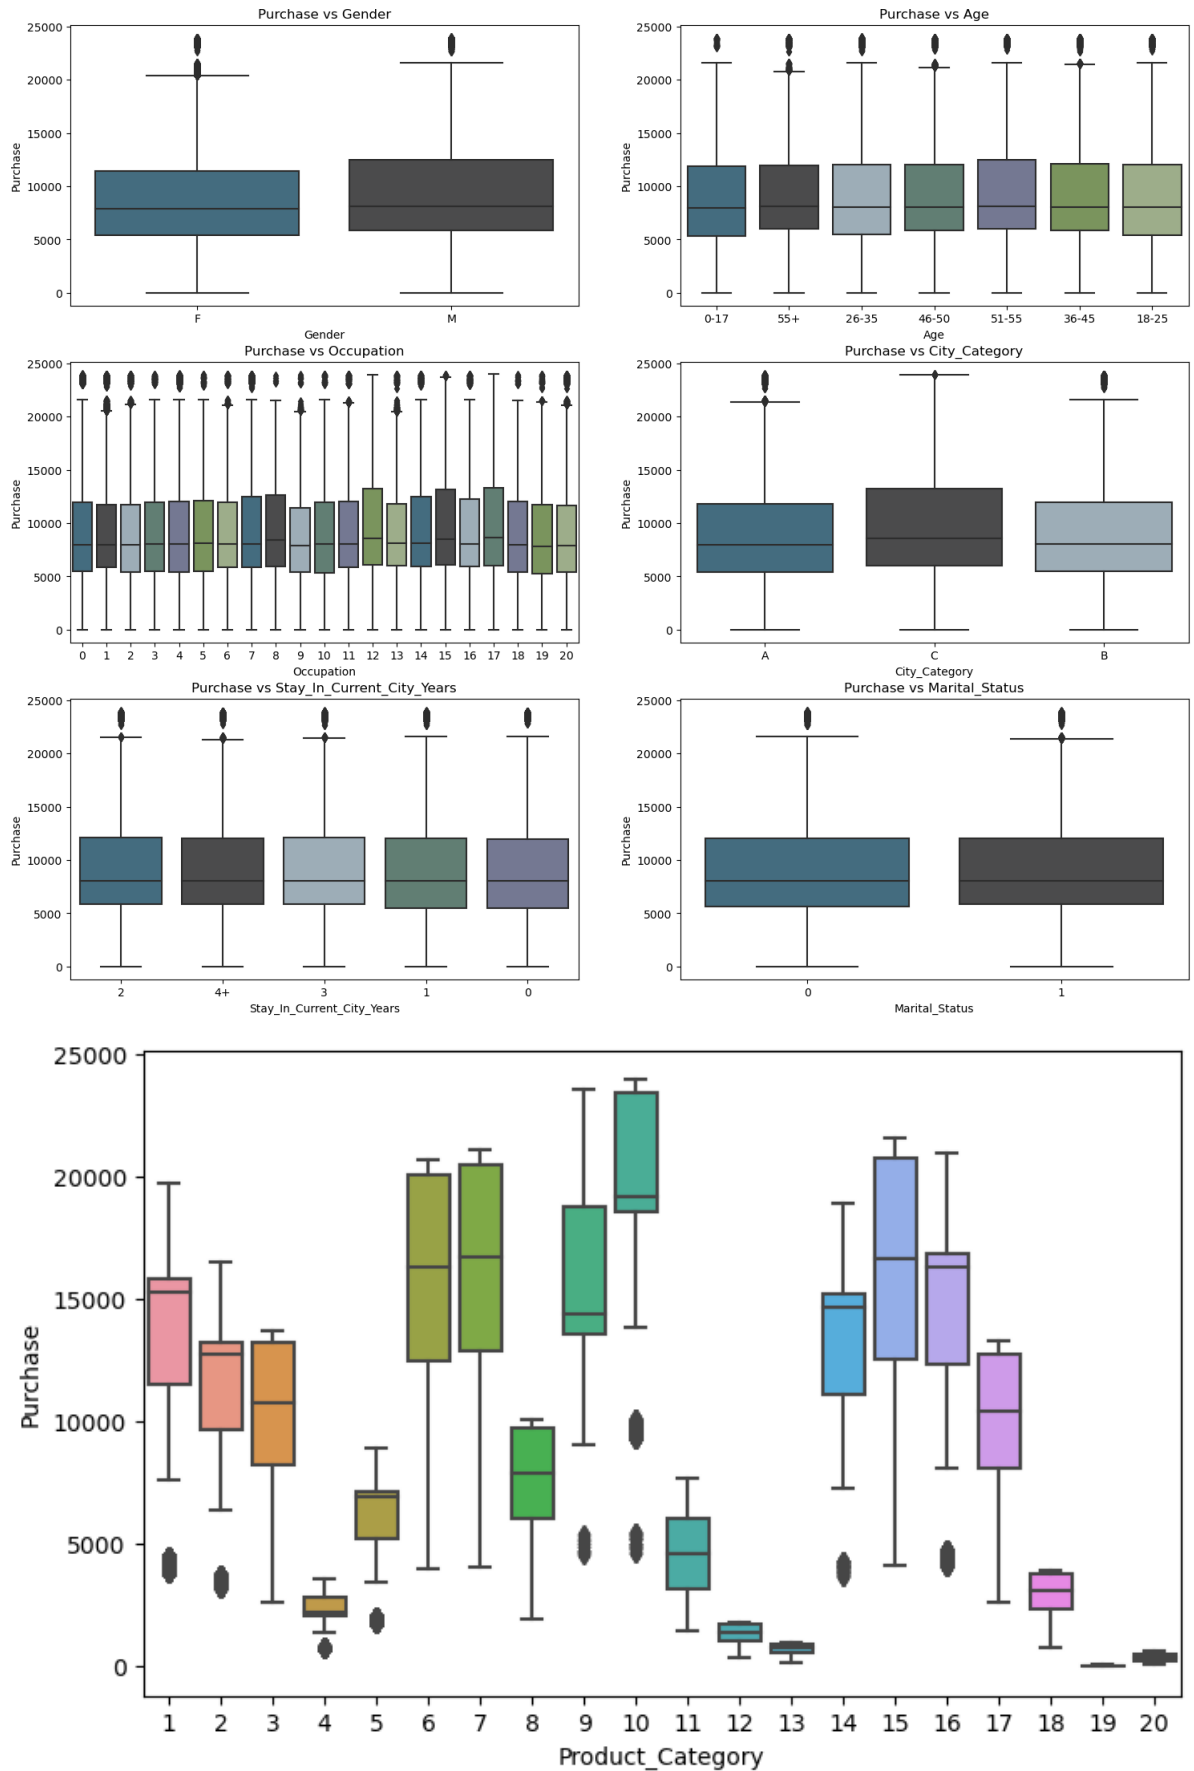 Purchase vs Gender
25000
20000
15000
10000
5000
0
Purchase
F M
Gender
Purchase vs Age
25000
20000
15000
10000
5000
0
Purchase
0-17 55+ 26-35 46-50 51-55 36-45 18-25
Age
Purchase vs Occupation
25000
20000
15000
10000
5000
0
Purchase
0 1 2 3 4 5 6 7 8 9 10 11 12 13 14 15 16 17 18 19 20
Occupation
Purchase vs City_Category
25000
20000
15000
10000
5000
0
Purchase
A C B
City_Category
Purchase vs Stay_In_Current_City_Years
25000
20000
15000
10000
5000
0
Purchase
2 4+ 3 1 0
Stay_In_Current_City_Years
Purchase vs Marital_Status
25000
20000
15000
10000
5000
0
Purchase
0 1
Marital_Status
25000
20000
15000
10000
5000
0
Purchase
1 2 3 4 5 6 7 8 9 10 11 12 13 14 15 16 17 18 19 20
Product_Category